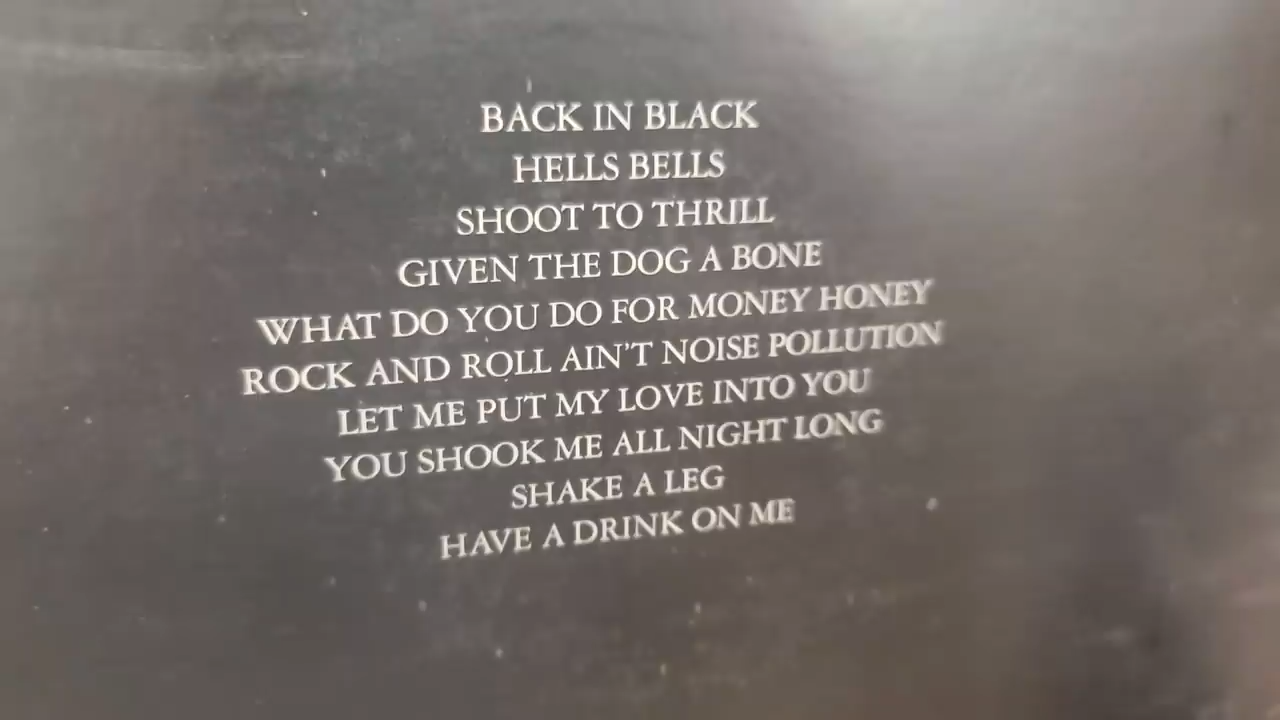 BACK IN BLACK
HELLS BELLS
SHOOT TO THRILL
GIVEN THE DOG A BONE
WHAT DO YOU DO FOR MONEY HONEY
ROCK AND ROLL AIN'T NOISE POLLUTION
LET ME PUT MY LOVE INTO YOU
YOU SHOOK ME ALL NIGHT LONG
SHAKE A LEG
HAVE A DRINK ON ME